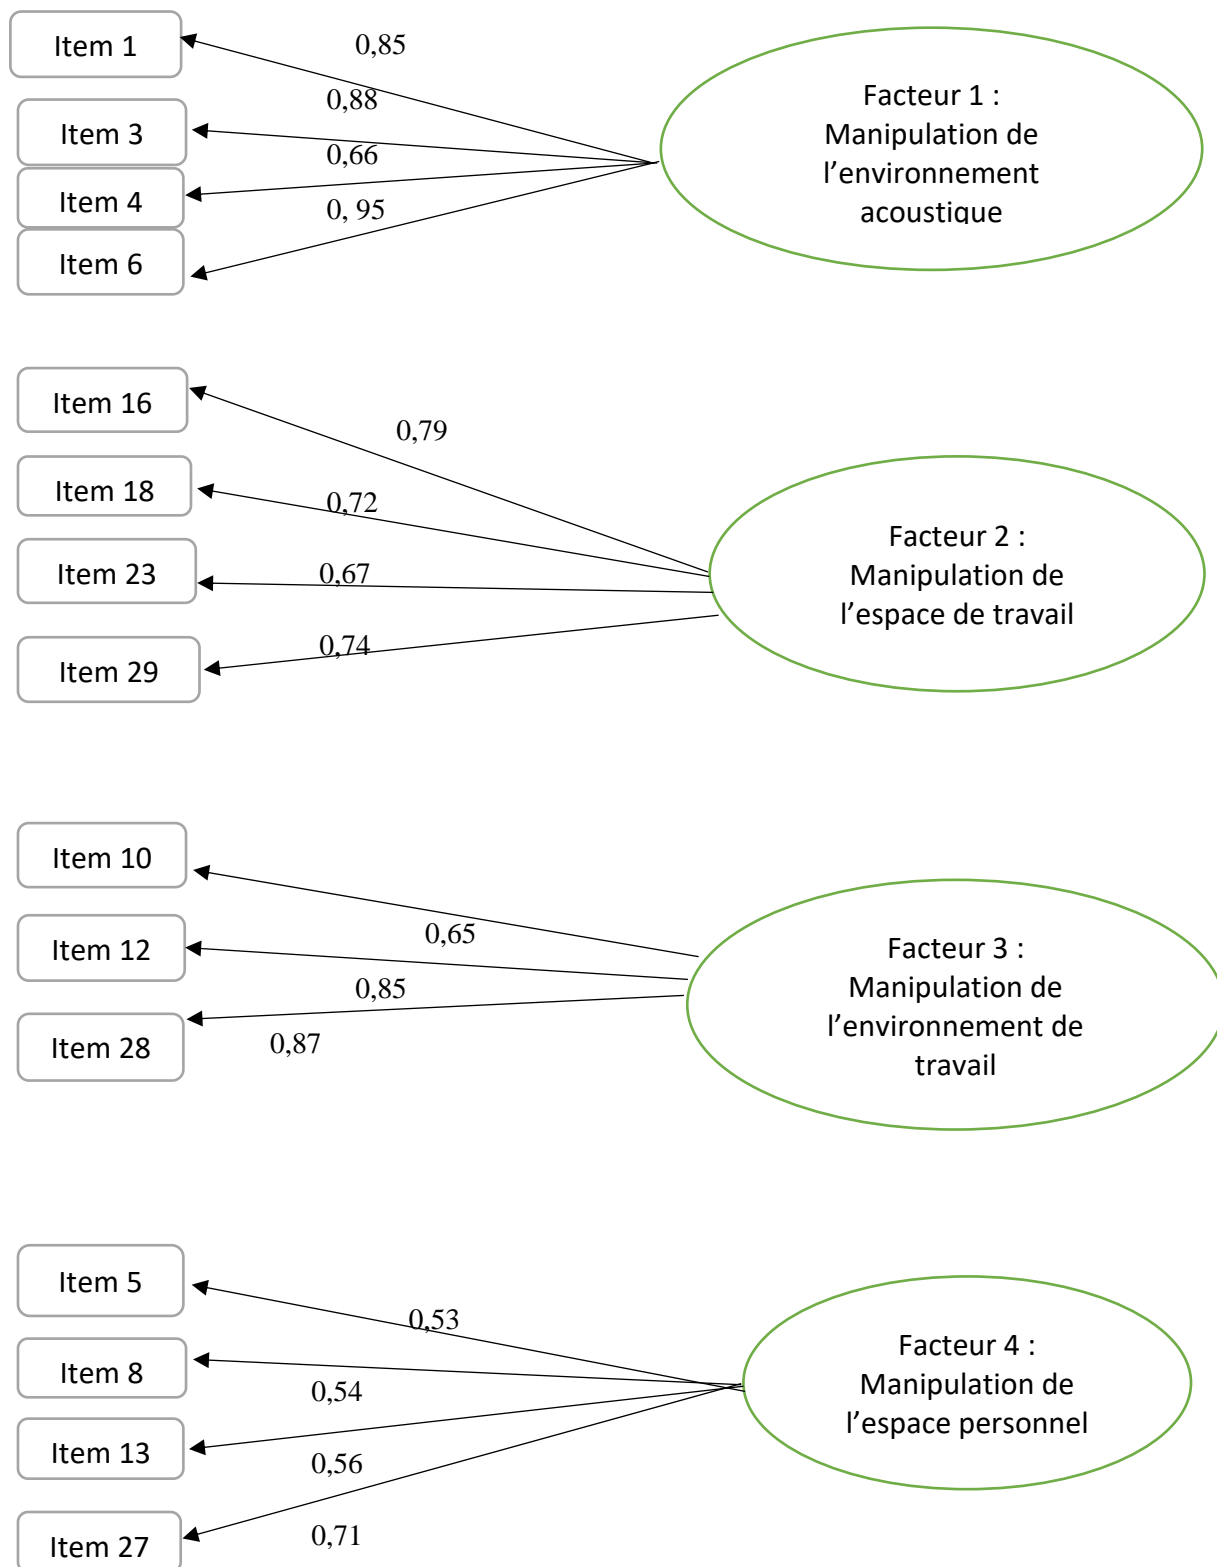 Item 1
0,85
Item 3
0,88
Item 4
0,66
Item 6
0, 95
Facteur 1 :
Manipulation de
l’environnement
acoustique
Item 16
0,79
Item 18
0,72
Item 23
0,67
Item 29
0,74
Facteur 2 :
Manipulation de
l’espace de travail
Item 10
0,65
Item 12
0,85
Item 28
0,87
Facteur 3 :
Manipulation de
l’environnement de
travail
Item 5
0,53
Item 8
0,54
Item 13
0,56
Item 27
0,71
Facteur 4 :
Manipulation de
l’espace personnel